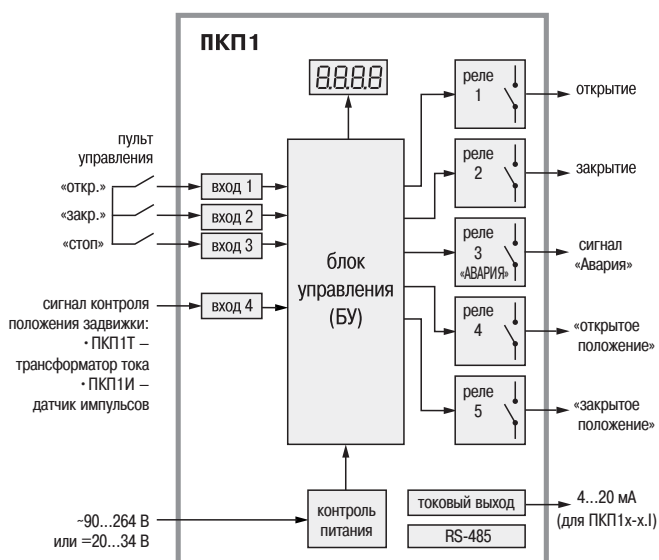 ПКП1
8.8.8.8
пульт
управления
«откр.»
«закр.»
«стоп»
вход 1
вход 2
вход 3
сигнал контроля
положения задвижки:
• ПКП1Т –
трансформатор тока
• ПКП1И –
датчик импульсов
вход 4
блок
управления
(БУ)
реле
1
открытие
реле
2
закрытие
реле
3
«АВАРИЯ»
сигнал
«Авария»
реле
4
«открытое
положение»
реле
5
«закрытое
положение»
~90...264 В
или =20...34 В
контроль
питания
токовый выход
4...20 мА
(для ПКП1х-х.I)
RS-485